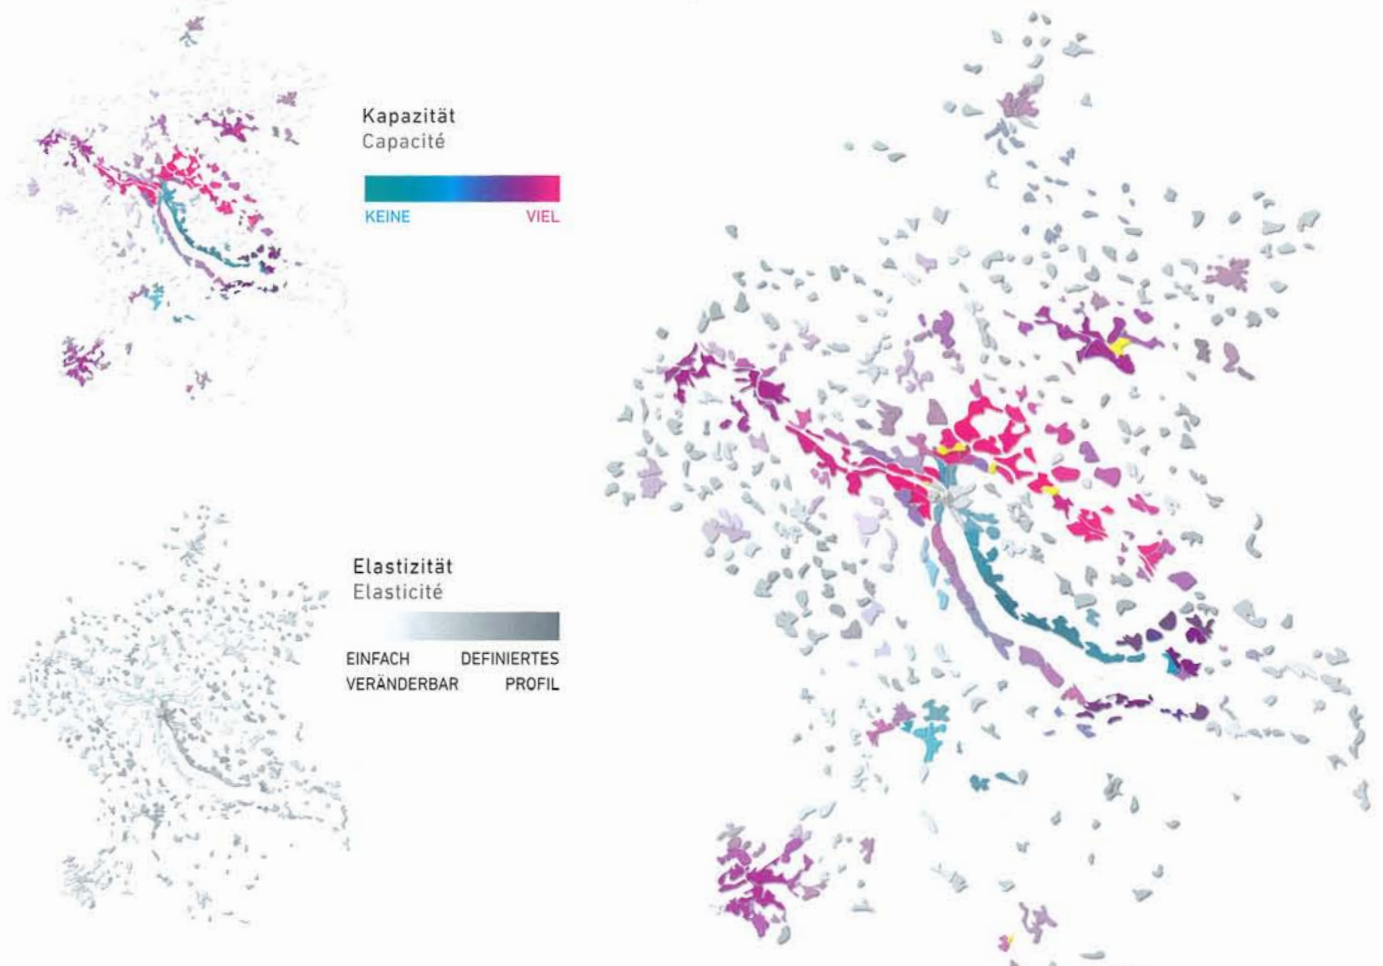 Kapazität
Capacité
KEINE VIEL
Elastizität
Elasticité
EINFACH DEFINIERTES
VERÄNDERBAR PROFIL